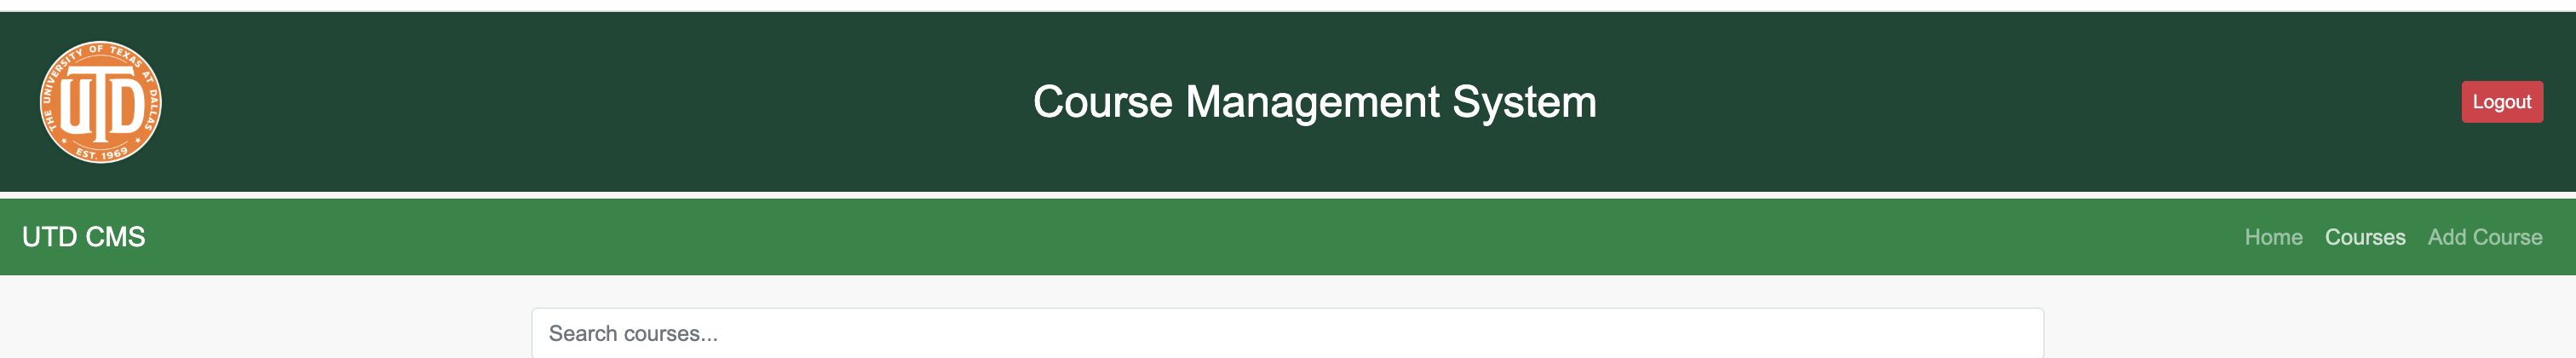 THE UNIVERSITY OF TEXAS AT DALLAS
UTD
EST. 1969
Course Management System
Logout
UTD CMS
Home Courses Add Course
Search courses...